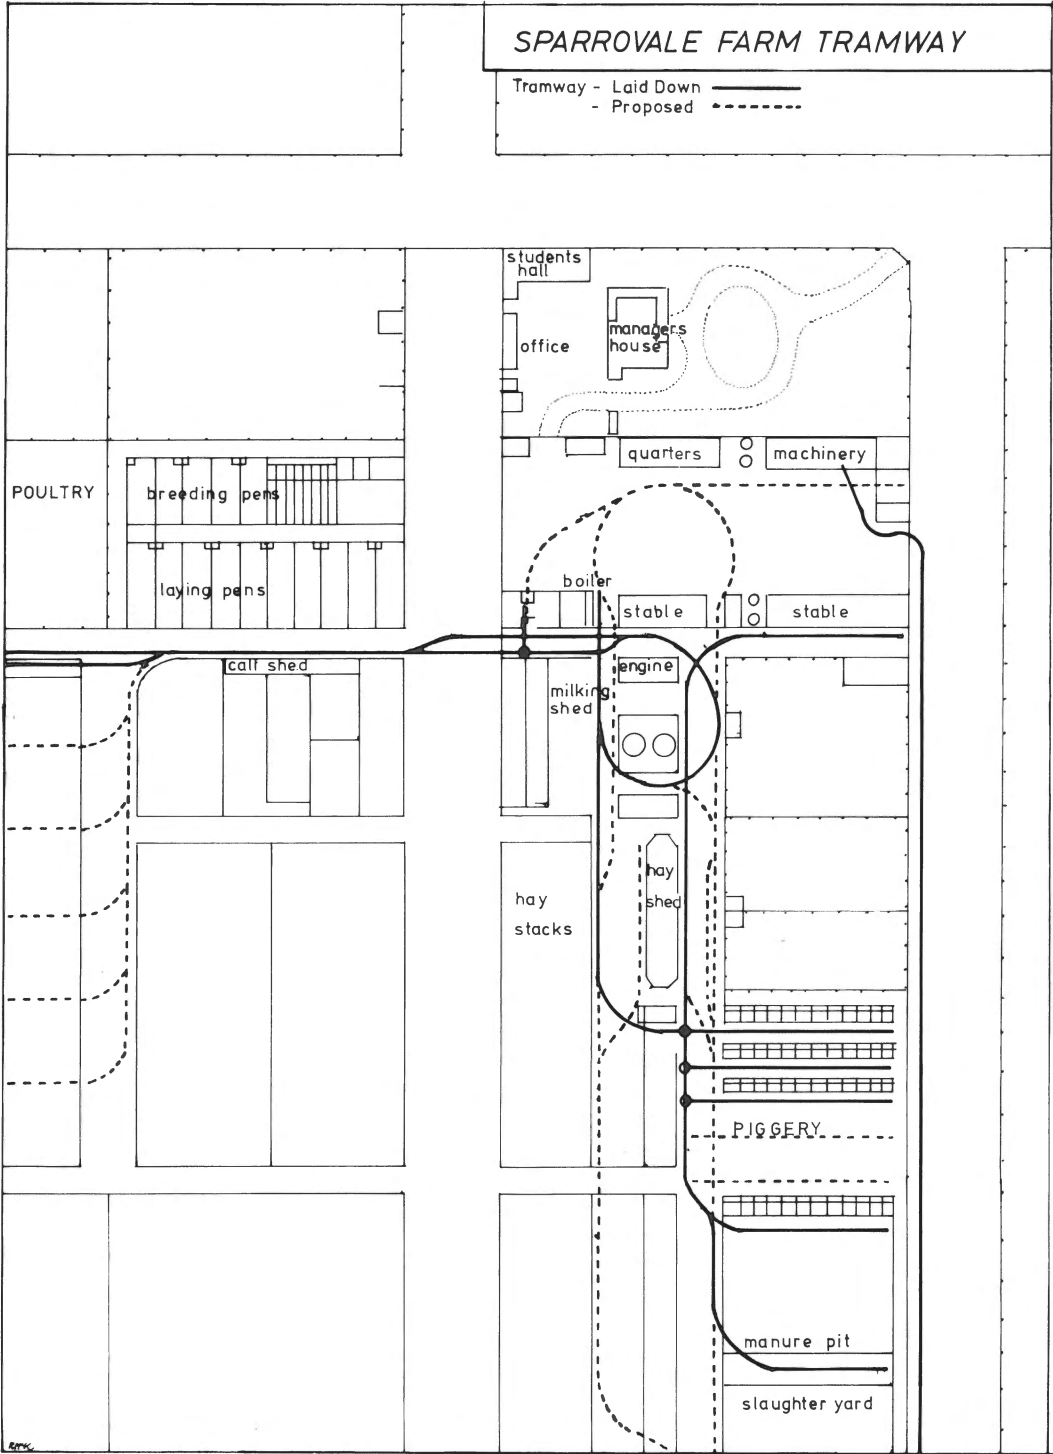 SPARROVALE FARM TRAMWAY
Tramway - Laid Down
- Proposed
students
hall
office
managers
house
quarters
machinery
POULTRY
breeding pens
laying pens
boiler
stable
stable
calf shed
engine
milking
shed
hay
shed
hay
stacks
PIGGERY
manure pit
slaughter yard